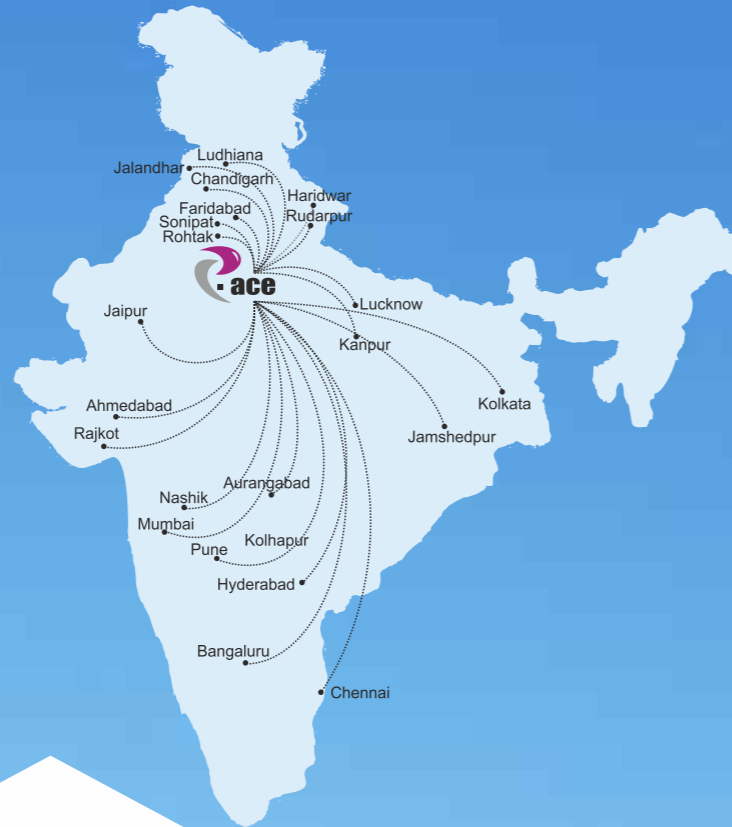 Ludhiana
Jalandhar
Chandigarh
Haridwar
Faridabad
Rudarpur
Sonipat
Rohtak
ace
Lucknow
Jaipur
Kanpur
Ahmedabad
Kolkata
Rajkot
Jamshedpur
Aurangabad
Nashik
Mumbai
Kolhapur
Pune
Hyderabad
Bangaluru
Chennai